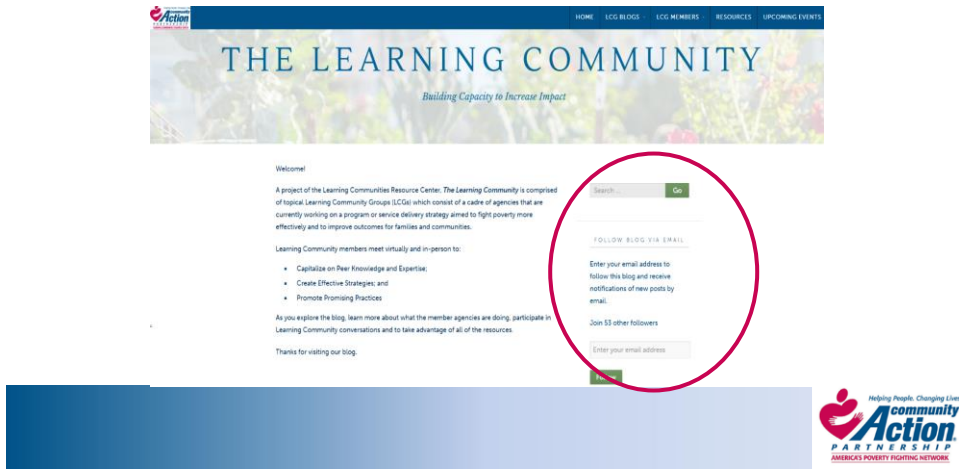 community
Action
PARTNERSHIP
HOME LCG BLOGS LCG MEMBERS RESOURCES UPCOMING EVENTS
THE LEARNING COMMUNITY
Building Capacity to Increase Impact
Welcome!
A project of the Learning Communities Resource Center, The Learning Community is comprised
of topical Learning Community Groups (LCGs) which consist of a cadre of agencies that are
currently working on a program or service delivery strategy aimed to fight poverty more
effectively and to improve outcomes for families and communities.
Learning Community members meet virtually and in-person to:
• Capitalize on Peer Knowledge and Expertise;
• Create Effective Strategies; and
• Promote Promising Practices
As you explore the blog, learn more about what the member agencies are doing, participate in
Learning Community conversations and to take advantage of all of the resources.
Thanks for visiting our blog.
Search ... Go
FOLLOW BLOG VIA EMAIL
Enter your email address to
follow this blog and receive
notifications of new posts by
email.
Join 53 other followers
Enter your email address
Follow
Helping People. Changing Lives
community
Action
PARTNERSHIP
AMERICA'S POVERTY FIGHTING NETWORK